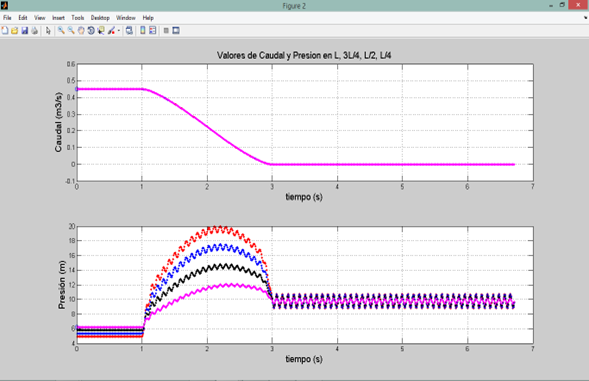 Figure 2
File Edit View Insert Tools Desktop Window Help
Valores de Caudal y Presion en L, 3L/4, L/2, L/4
0.6
0.5
0.4
0.3
0.2
0.1
0
-0.1
Caudal (m3/s)
0 1 2 3 4 5 6 7
tiempo (s)
20
18
16
14
12
10
8
6
4
Presión (m)
0 1 2 3 4 5 6 7
tiempo (s)